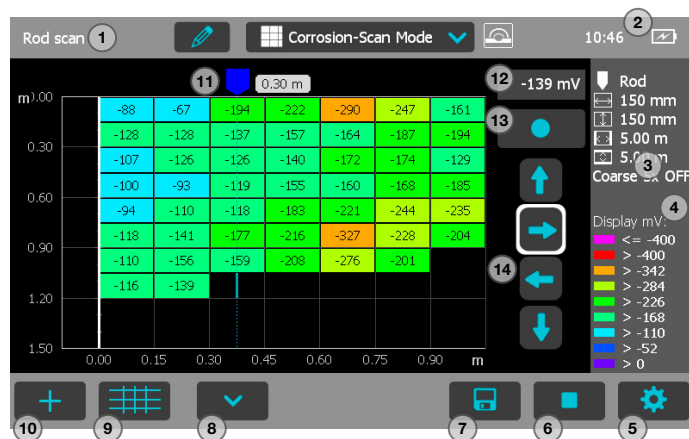 Rod scan 1
Corrosion-Scan Mode
10:46
2
11
0.30 m
12
-139 mV
Rod
150 mm
150 mm
5.00 m
5.00 m
3
Coarse 3x OFF
13
m
0.00
-88 -67 -194 -222 -290 -247 -161
-128 -128 -137 -157 -164 -187 -194
0.30
-107 -126 -126 -140 -172 -174 -129
-100 -93 -119 -155 -160 -168 -185
0.60
-94 -110 -118 -183 -221 -244 -235
-118 -141 -177 -216 -327 -228 -204
0.90
-110 -156 -159 -208 -276 -201
-116 -139
1.20
1.50
0.00 0.15 0.30 0.45 0.60 0.75 0.90 m
14
4
Display mV:
<= -400
> -400
> -342
> -284
> -226
> -168
> -110
> -52
> 0
10
9
8
7
6
5